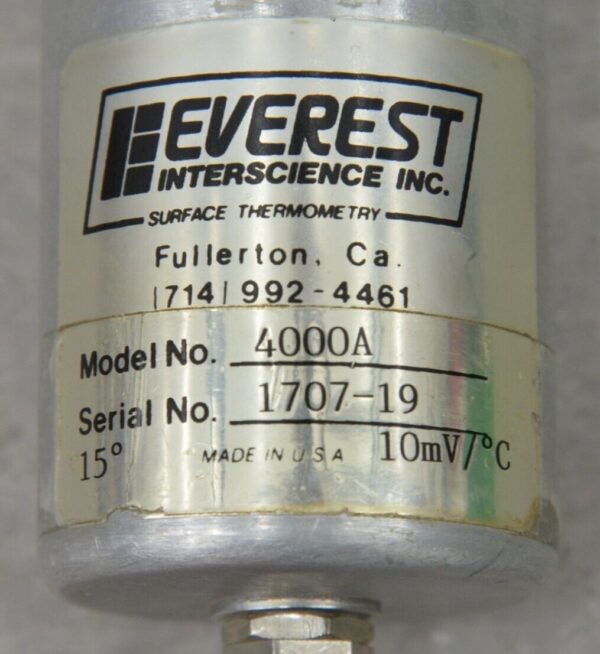 EVEREST
INTERSCIENCE INC.
SURFACE THERMOMETRY
Fullerton, Ca.
(714) 992-4461
Model No. 4000A
Serial No. 1707-19
15° MADE IN U S A 10mV/°C